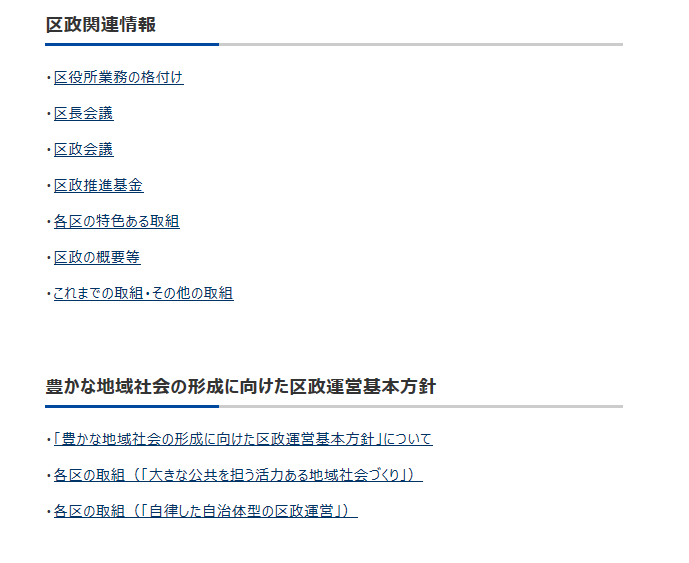 区政関連情報
・区役所業務の格付け
・区長会議
・区政会議
・区政推進基金
・各区の特色ある取組
・区政の概要等
・これまでの取組・その他の取組
豊かな地域社会の形成に向けた区政運営基本方針
・「豊かな地域社会の形成に向けた区政運営基本方針」について
・各区の取組（「大きな公共を担う活力ある地域社会づくり」）
・各区の取組（「自律した自治体型の区政運営」）